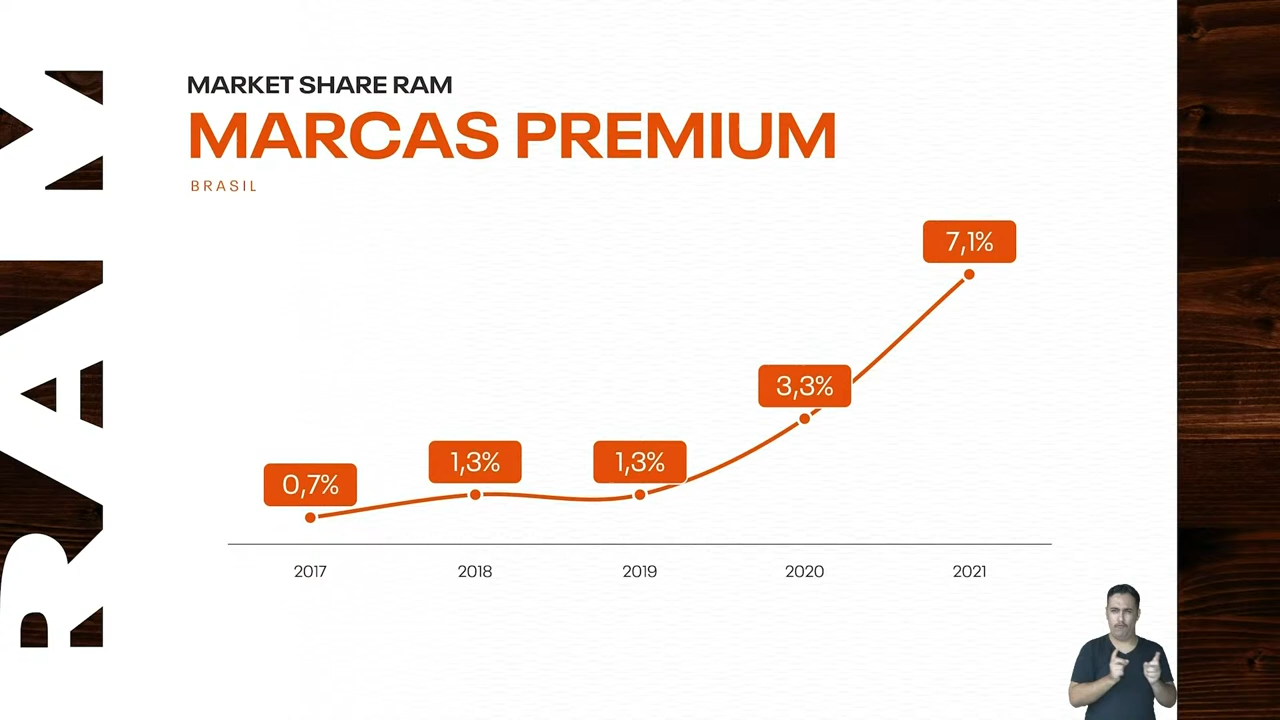 RAM
MARKET SHARE RAM
MARCAS PREMIUM
BRASIL
7,1%
3,3%
1,3%
1,3%
0,7%
2017
2018
2019
2020
2021